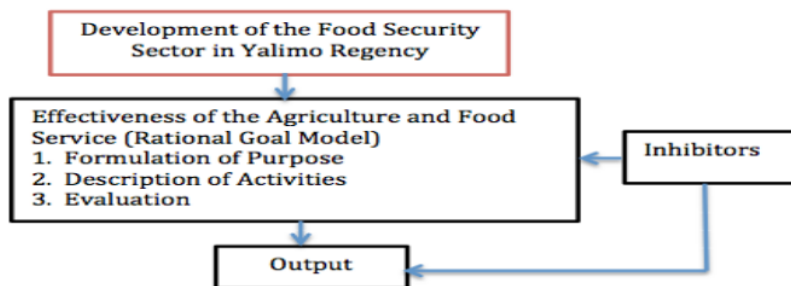 Development of the Food Security
Sector in Yalimo Regency
Effectiveness of the Agriculture and Food
Service (Rational Goal Model)
1. Formulation of Purpose
2. Description of Activities
3. Evaluation
Inhibitors
Output